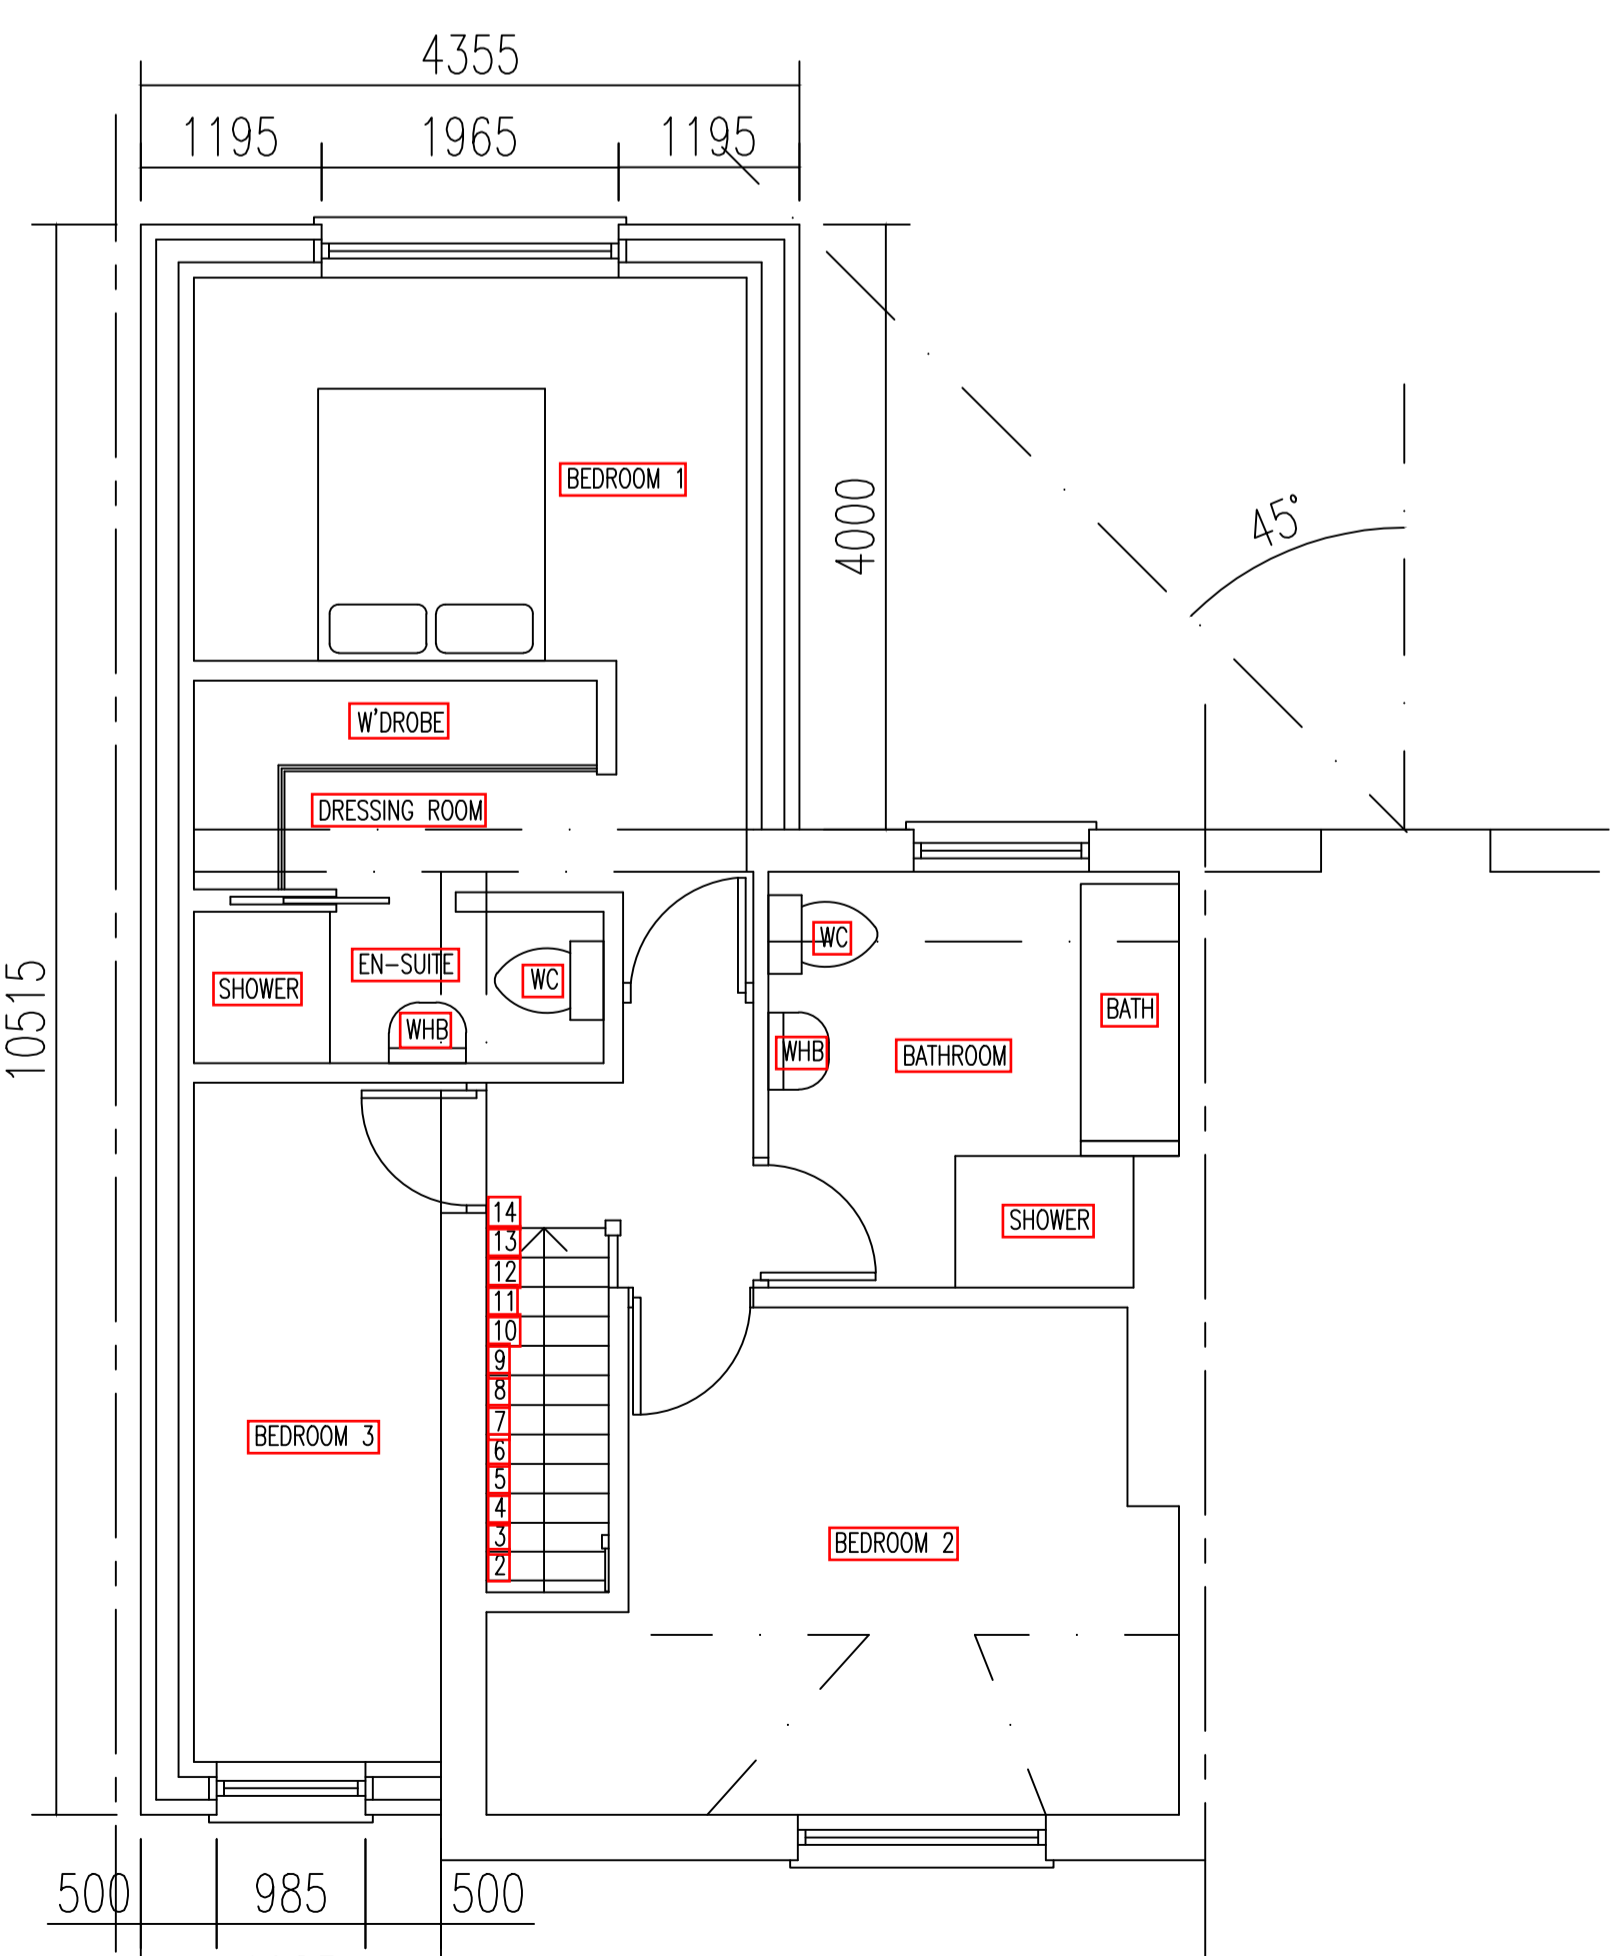 4355
1195 1965 1195
BEDROOM 1
4000
45°
W'DROBE
DRESSING ROOM
WC
EN-SUITE
WC
SHOWER
BATH
WHB
WHB
BATHROOM
10515
14
SHOWER
13
12
11
10
9
8
7
BEDROOM 3
6
5
4
3
BEDROOM 2
2
500 985 500